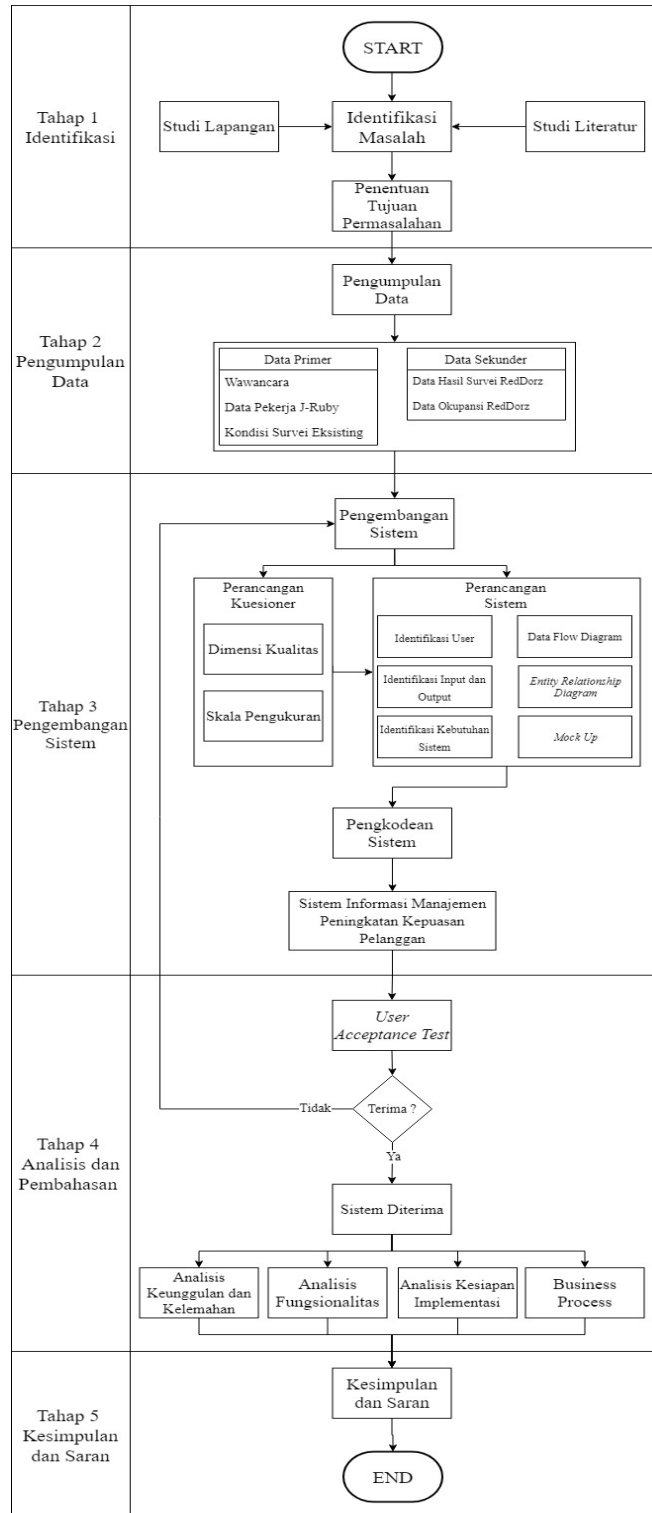 Tahap 1
Identifikasi
START
Studi Lapangan
Identifikasi
Masalah
Studi Literatur
Penentuan
Tujuan
Permasalahan
Tahap 2
Pengumpulan
Data
Pengumpulan
Data
Data Primer
Wawancara
Data Pekerja J-Ruby
Kondisi Survei Eksisting
Data Sekunder
Data Hasil Survei RedDorz
Data Okupansi RedDorz
Tahap 3
Pengembangan
Sistem
Pengembangan
Sistem
Perancangan
Kuesioner
Dimensi Kualitas
Skala Pengukuran
Perancangan
Sistem
Identifikasi User
Data Flow Diagram
Identifikasi Input dan
Output
Entity Relationship
Diagram
Identifikasi Kebutuhan
Sistem
Mock Up
Pengkodean
Sistem
Sistem Informasi Manajemen
Peningkatan Kepuasan
Pelanggan
Tahap 4
Analisis dan
Pembahasan
User
Acceptance Test
Terima ?
Tidak
Ya
Sistem Diterima
Analisis
Keunggulan dan
Kelemahan
Analisis
Fungsionalitas
Analisis Kesiapan
Implementasi
Business
Process
Tahap 5
Kesimpulan
dan Saran
Kesimpulan
dan Saran
END